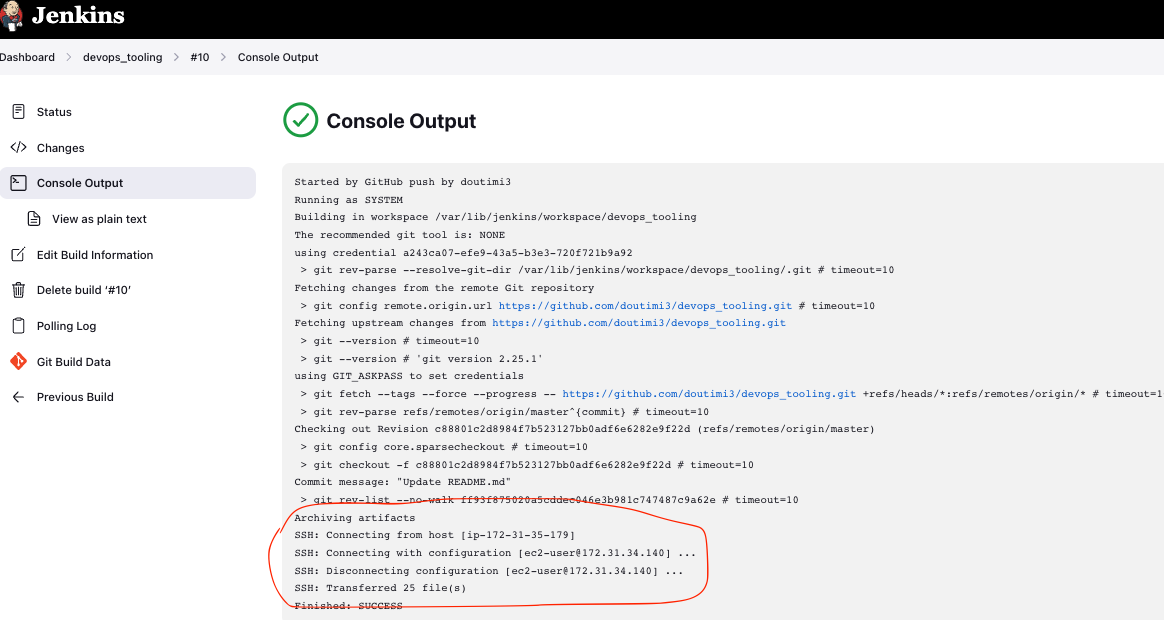 Jenkins
Dashboard > devops_tooling > #10 > Console Output
Status
Changes
Console Output
View as plain text
Edit Build Information
Delete build ‘#10’
Polling Log
Git Build Data
Previous Build
Console Output
Started by GitHub push by doutimi3
Running as SYSTEM
Building in workspace /var/lib/jenkins/workspace/devops_tooling
The recommended git tool is: NONE
using credential a243ca07-efe9-43a5-b3e3-720f721b9a92
> git rev-parse --resolve-git-dir /var/lib/jenkins/workspace/devops_tooling/.git # timeout=10
Fetching changes from the remote Git repository
> git config remote.origin.url https://github.com/doutimi3/devops_tooling.git # timeout=10
Fetching upstream changes from https://github.com/doutimi3/devops_tooling.git
> git --version # timeout=10
> git --version # 'git version 2.25.1'
using GIT_ASKPASS to set credentials
> git fetch --tags --force --progress -- https://github.com/doutimi3/devops_tooling.git +refs/heads/*:refs/remotes/origin/* # timeout=1
> git rev-parse refs/remotes/origin/master^{commit} # timeout=10
Checking out Revision c88801c2d8984f7b523127bb0adf6e6282e9f22d (refs/remotes/origin/master)
> git config core.sparsecheckout # timeout=10
> git checkout -f c88801c2d8984f7b523127bb0adf6e6282e9f22d # timeout=10
Commit message: "Update README.md"
> git rev-list --no-walk ff93f875020a5cddec046e3b981c747487c9a62e # timeout=10
Archiving artifacts
SSH: Connecting from host [ip-172-31-35-179]
SSH: Connecting with configuration [ec2-user@172.31.34.140] ...
SSH: Disconnecting configuration [ec2-user@172.31.34.140] ...
SSH: Transferred 25 file(s)
Finished: SUCCESS